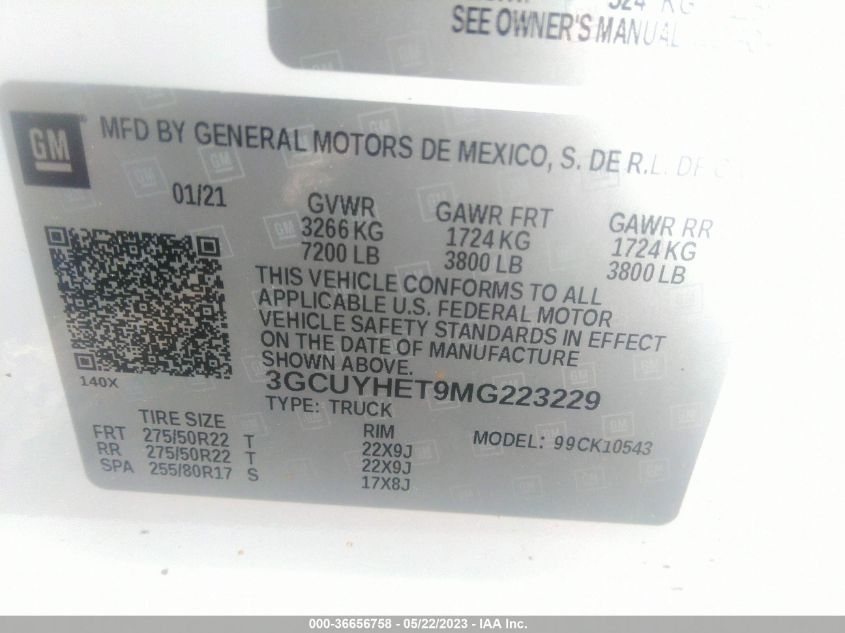 324 KG
SEE OWNER'S MANUAL
GM
MFD BY GENERAL MOTORS DE MEXICO, S. DE R.L. DE C
01/21
GVWR GAWR FRT GAWR RR
3266 KG 1724 KG 1724 KG
7200 LB 3800 LB 3800 LB
THIS VEHICLE CONFORMS TO ALL
APPLICABLE U.S. FEDERAL MOTOR
VEHICLE SAFETY STANDARDS IN EFFECT
ON THE DATE OF MANUFACTURE
SHOWN ABOVE.
140X
3GCUYHET9MG223229
TYPE: TRUCK
TIRE SIZE RIM MODEL: 99CK10543
FRT 275/50R22 T 22X9J
RR 275/50R22 T 22X9J
SPA 255/80R17 S 17X8J
000-36656758 - 05/22/2023 - IAA Inc.